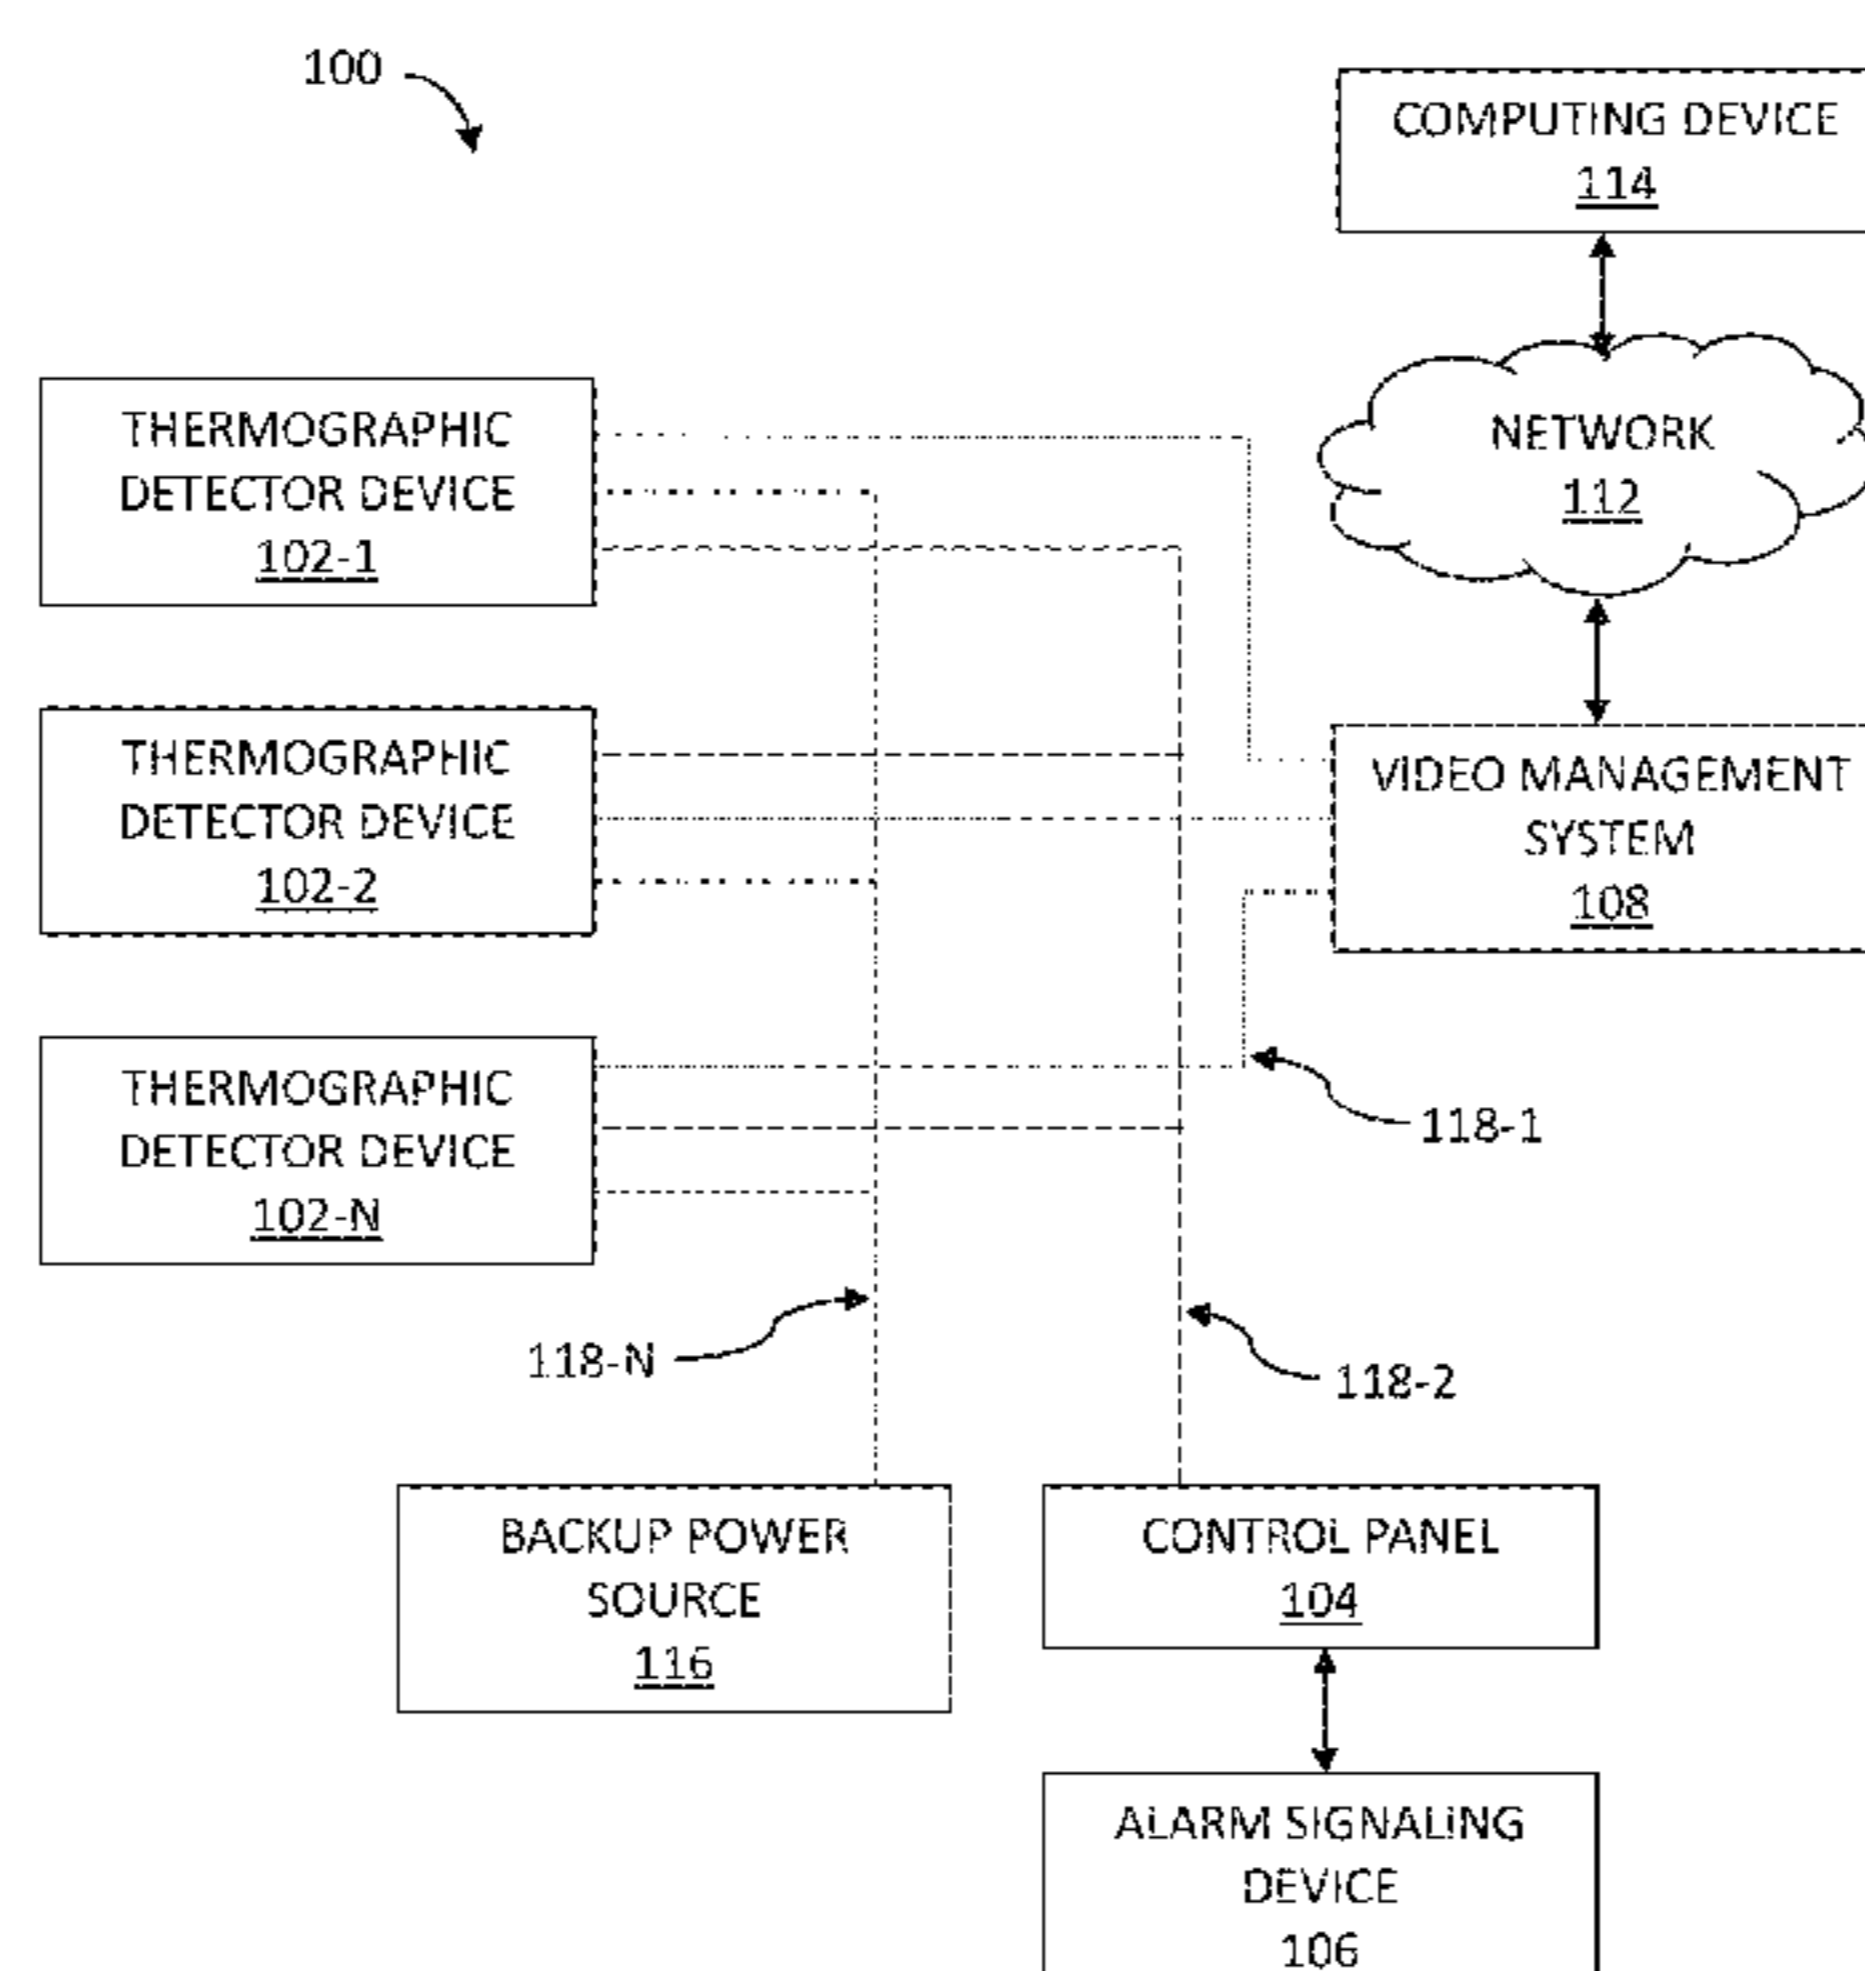 100
COMPUTING DEVICE
114
NETWORK
112
THERMOGRAPHIC
DETECTOR DEVICE
102-1
THERMOGRAPHIC
DETECTOR DEVICE
102-2
VIDEO MANAGEMENT
SYSTEM
108
THERMOGRAPHIC
DETECTOR DEVICE
102-N
118-1
118-N
118-2
BACKUP POWER
SOURCE
116
CONTROL PANEL
104
ALARM SIGNALING
DEVICE
106